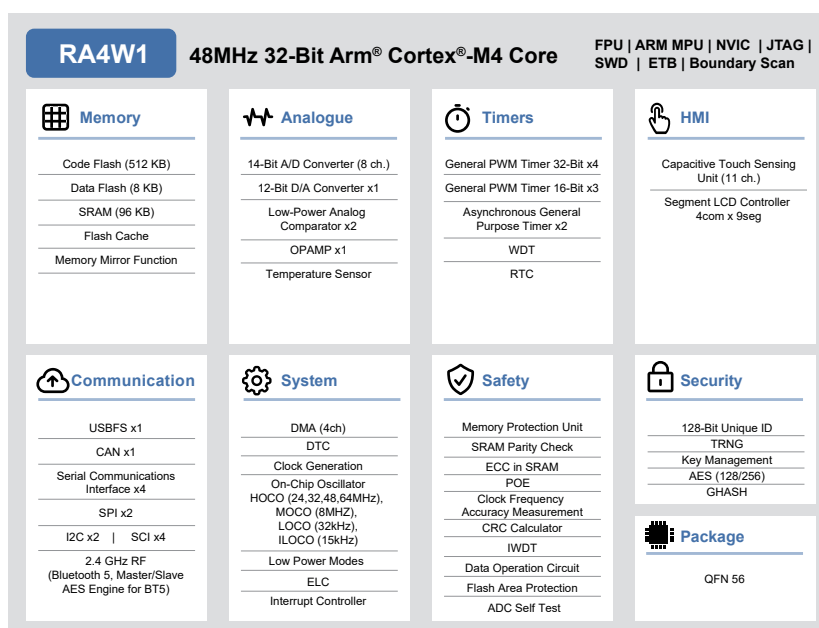 RA4W1
48MHz 32-Bit Arm® Cortex®-M4 Core
FPU | ARM MPU | NVIC | JTAG |
SWD | ETB | Boundary Scan
Memory
Code Flash (512 KB)
Data Flash (8 KB)
SRAM (96 KB)
Flash Cache
Memory Mirror Function
Analogue
14-Bit A/D Converter (8 ch.)
12-Bit D/A Converter x1
Low-Power Analog
Comparator x2
OPAMP x1
Temperature Sensor
Timers
General PWM Timer 32-Bit x4
General PWM Timer 16-Bit x3
Asynchronous General
Purpose Timer x2
WDT
RTC
HMI
Capacitive Touch Sensing
Unit (11 ch.)
Segment LCD Controller
4com x 9seg
Communication
USBFS x1
CAN x1
Serial Communications
Interface x4
SPI x2
I2C x2 | SCI x4
2.4 GHz RF
(Bluetooth 5, Master/Slave
AES Engine for BT5)
System
DMA (4ch)
DTC
Clock Generation
On-Chip Oscillator
HOCO (24,32,48,64MHz),
MOCO (8MHZ),
LOCO (32kHz),
ILOCO (15kHz)
Low Power Modes
ELC
Interrupt Controller
Safety
Memory Protection Unit
SRAM Parity Check
ECC in SRAM
POE
Clock Frequency
Accuracy Measurement
CRC Calculator
IWDT
Data Operation Circuit
Flash Area Protection
ADC Self Test
Security
128-Bit Unique ID
TRNG
Key Management
AES (128/256)
GHASH
Package
QFN 56